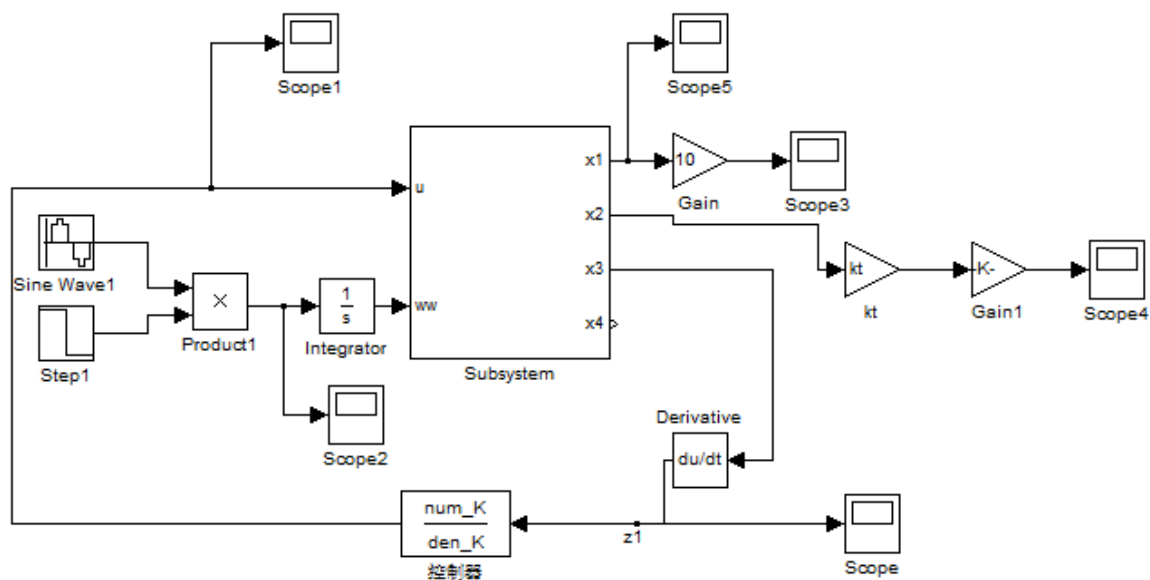 Scope1
Scope5
x1
10
Gain
Scope3
u
x2
Sine Wave1
x3
kt
kt
-K-
Gain1
Scope4
×
Product1
1
s
Integrator
ww
x4
Step1
Subsystem
Scope2
Derivative
du/dt
num_K
den_K
控制器
z1
Scope